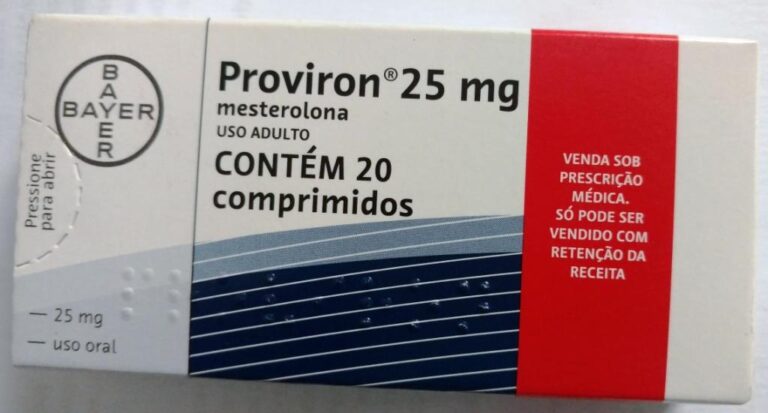 BAYER
BAYER
Pressione
para abrir
25 mg
uso oral
Proviron® 25 mg
mesterolona
USO ADULTO
CONTÉM 20
comprimidos
VENDA SOB
PRESCRIÇÃO
MÉDICA.
SÓ PODE SER
VENDIDO COM
RETENÇÃO DA
RECEITA